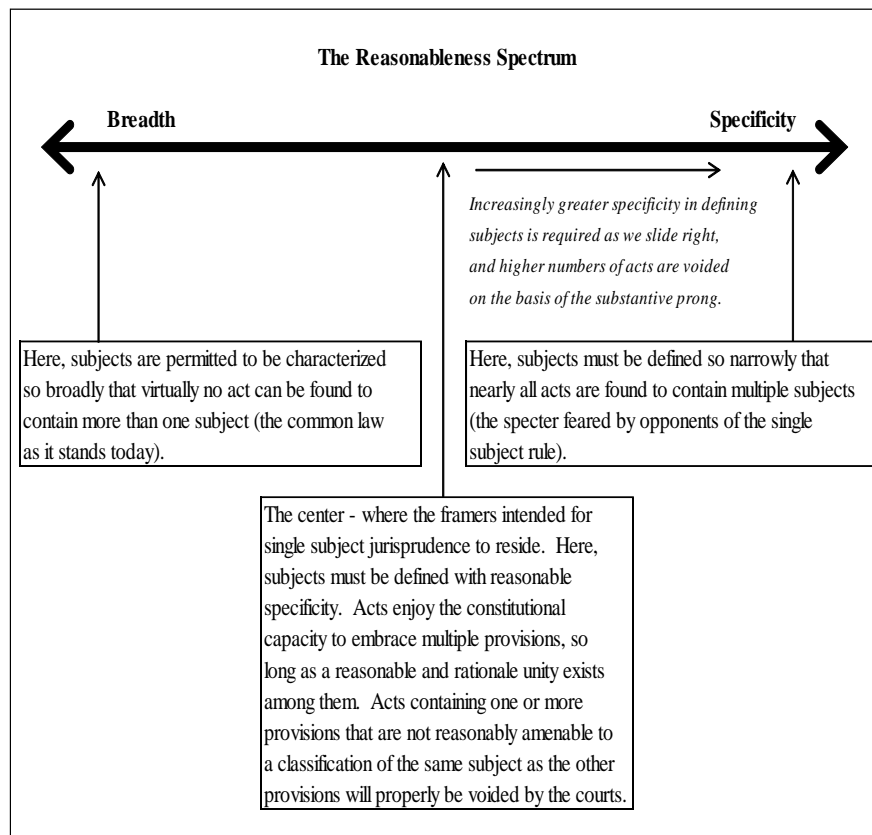 The Reasonableness Spectrum
Breadth
Specificity
Increasingly greater specificity in defining
subjects is required as we slide right,
and higher numbers of acts are voided
on the basis of the substantive prong.
Here, subjects are permitted to be characterized
so broadly that virtually no act can be found to
contain more than one subject (the common law
as it stands today).
Here, subjects must be defined so narrowly that
nearly all acts are found to contain multiple subjects
(the specter feared by opponents of the single
subject rule).
The center - where the framers intended for
single subject jurisprudence to reside.  Here,
subjects must be defined with reasonable
specificity.  Acts enjoy the constitutional
capacity to embrace multiple provisions, so
long as a reasonable and rationale unity exists
among them.  Acts containing one or more
provisions that are not reasonably amenable to
a classification of the same subject as the other
provisions will properly be voided by the courts.